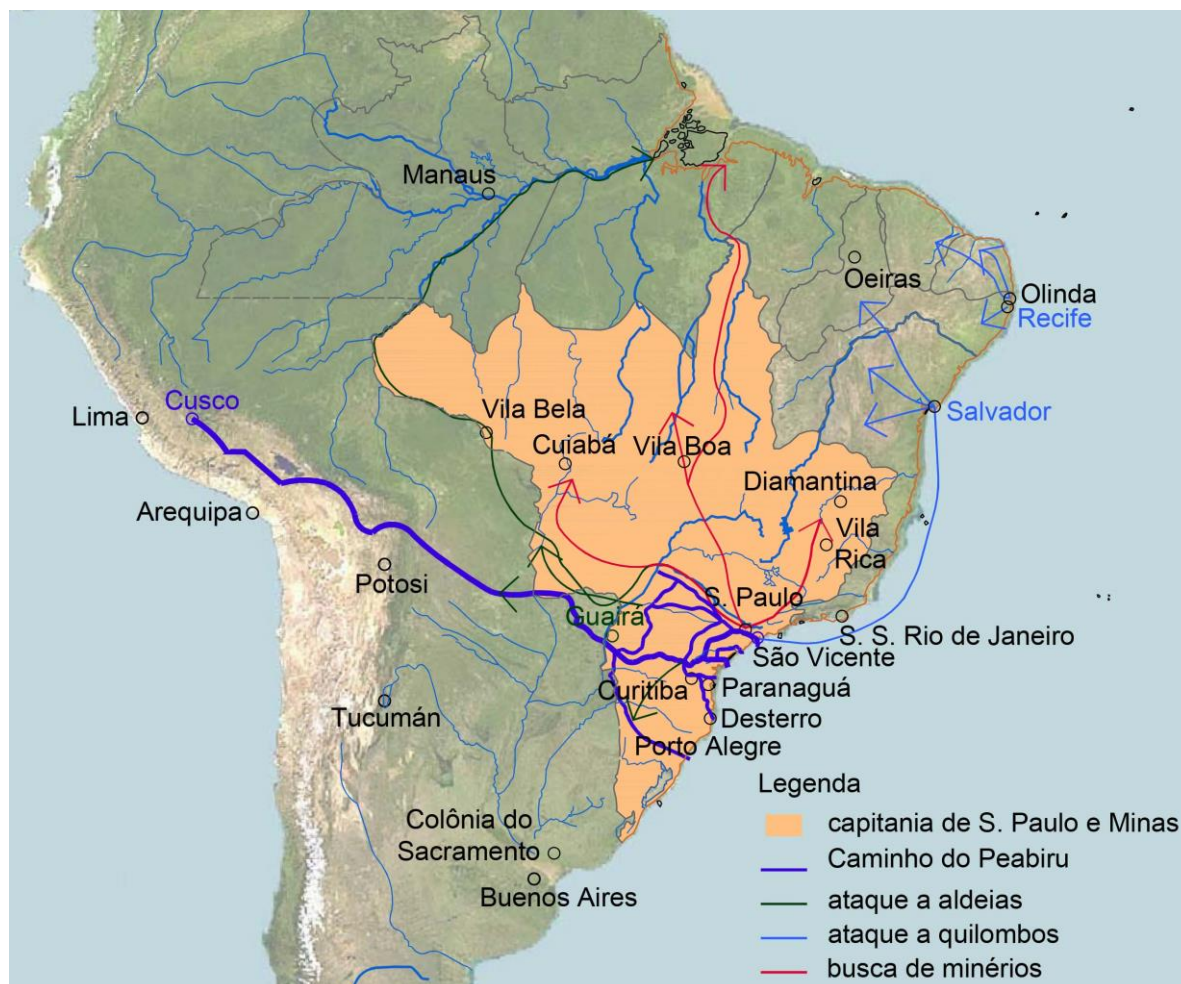 Manaus
Oeiras
Olinda
Recife
Lima
Cusco
Salvador
Vila Bela
Cuiabá
Vila Boa
Diamantina
Arequipa
Vila
Rica
Potosi
S. Paulo
Guairá
S. S. Rio de Janeiro
São Vicente
Curitiba
Paranaguá
Tucumán
Desterro
Porto Alegre
Colônia do
Sacramento
Buenos Aires
Legenda
capitania de S. Paulo e Minas
Caminho do Peabiru
ataque a aldeias
ataque a quilombos
busca de minérios